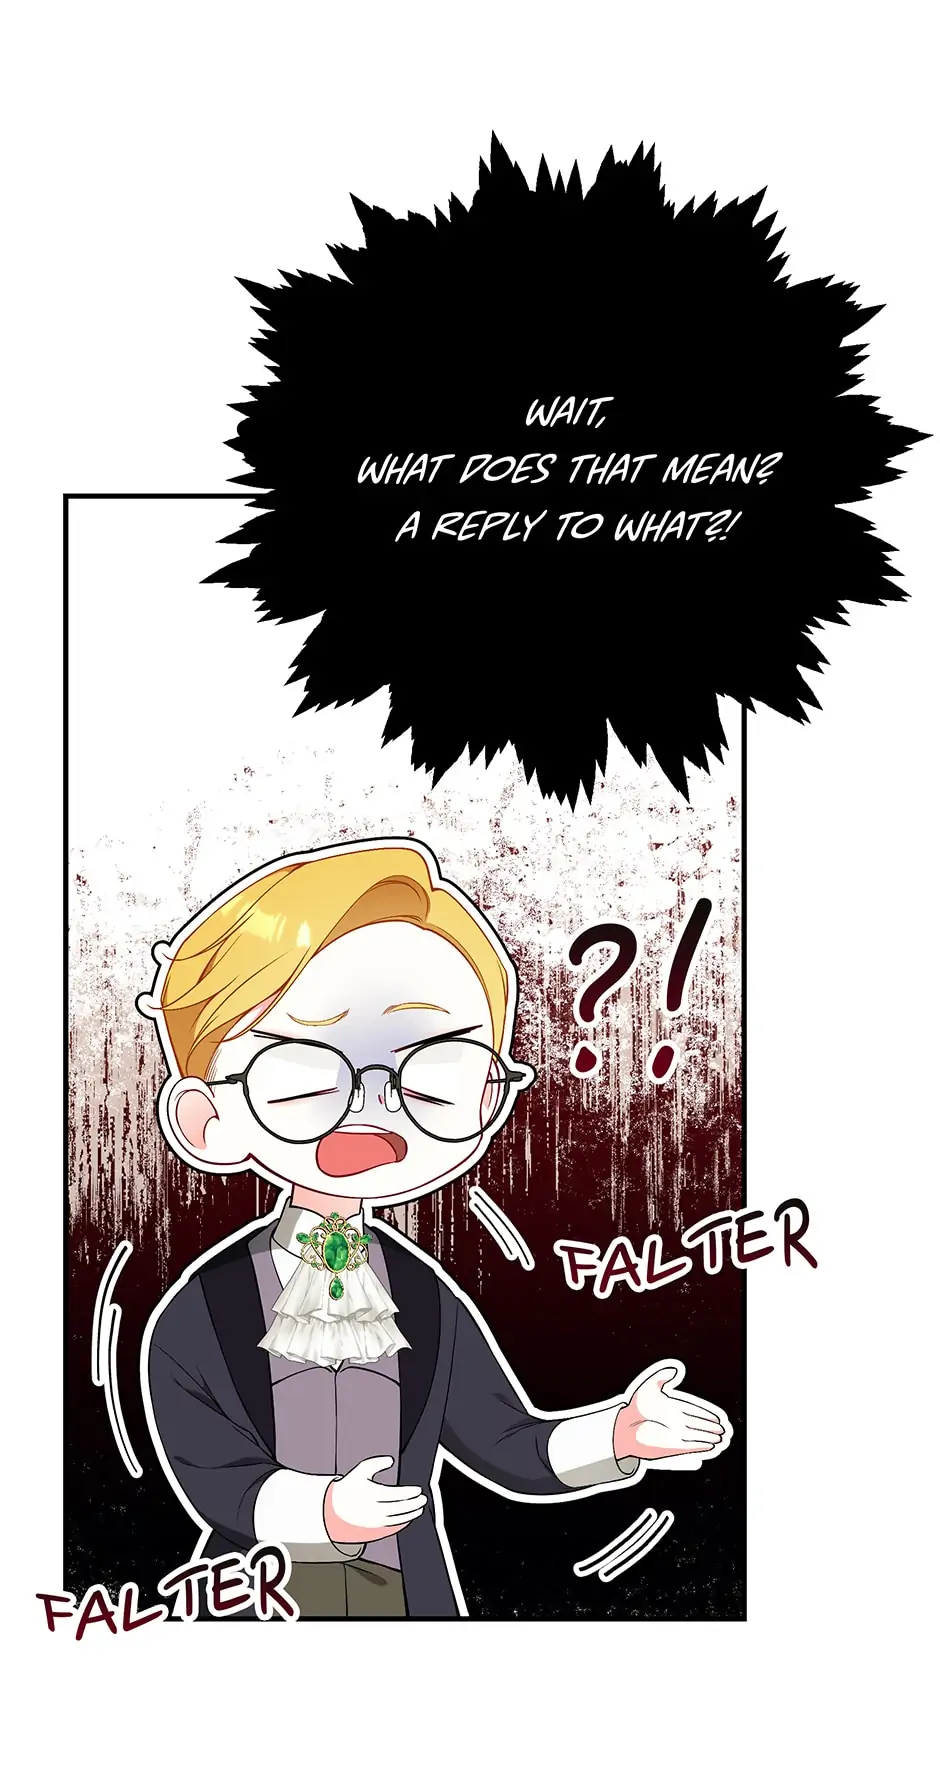 WAIT,
WHAT DOES THAT MEAN?
A REPLY TO WHAT?!
?!
FALTER
FALTER